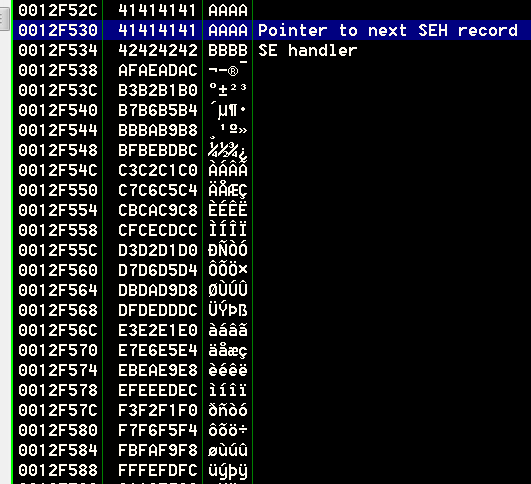 0012F52C 41414141 AAAA
0012F530 41414141 AAAA Pointer to next SEH record
0012F534 42424242 BBBB SE handler
0012F538 AFAEADAC ¬-®¯
0012F53C B3B2B1B0 °±²³
0012F540 B7B6B5B4 ´µ¶·
0012F544 BBBAB9B8 ¸¹º»
0012F548 BFBEBDBC ¼½¾¿
0012F54C C3C2C1C0 ÀÁÂÃ
0012F550 C7C6C5C4 ÄÅÆÇ
0012F554 CBCAC9C8 ÈÉÊË
0012F558 CFCECDCC ÌÍÎÏ
0012F55C D3D2D1D0 ÐÑÒÓ
0012F560 D7D6D5D4 ÔÕÖ×
0012F564 DBDAD9D8 ØÙÚÛ
0012F568 DFDEDDDC ÜÝÞß
0012F56C E3E2E1E0 àáâã
0012F570 E7E6E5E4 äåæç
0012F574 EBEAE9E8 èéêë
0012F578 EFEEEDEC ìíîï
0012F57C F3F2F1F0 ðñòó
0012F580 F7F6F5F4 ôõö÷
0012F584 FBFAF9F8 øùúû
0012F588 FFFEFDFC üýþÿ